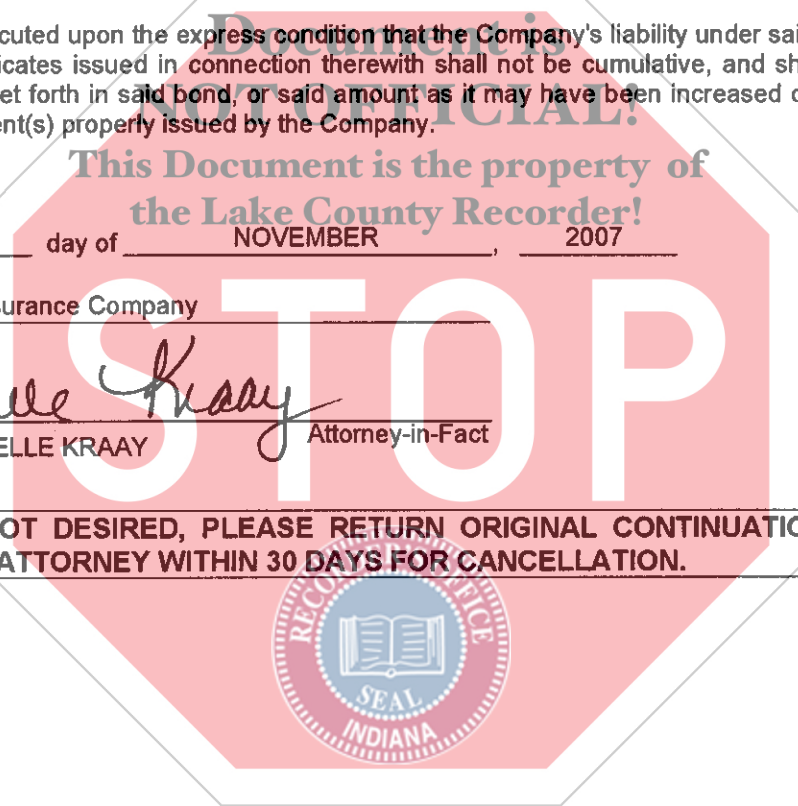 cuted upon the express condition that the Company's liability under sai
icates issued in connection therewith shall not be cumulative, and sh
et forth in said bond, or said amount as it may have been increased o
ent(s) properly issued by the Company.
Document is
NOT OFFICIAL!
This Document is the property of
the Lake County Recorder!
day of NOVEMBER , 2007
surance Company
STOP
elle Kraay
ELLE KRAAY Attorney-in-Fact
OT DESIRED, PLEASE RETURN ORIGINAL CONTINUATIO
ATTORNEY WITHIN 30 DAYS FOR CANCELLATION.
RECORDER'S OFFICE
SEAL
INDIANA